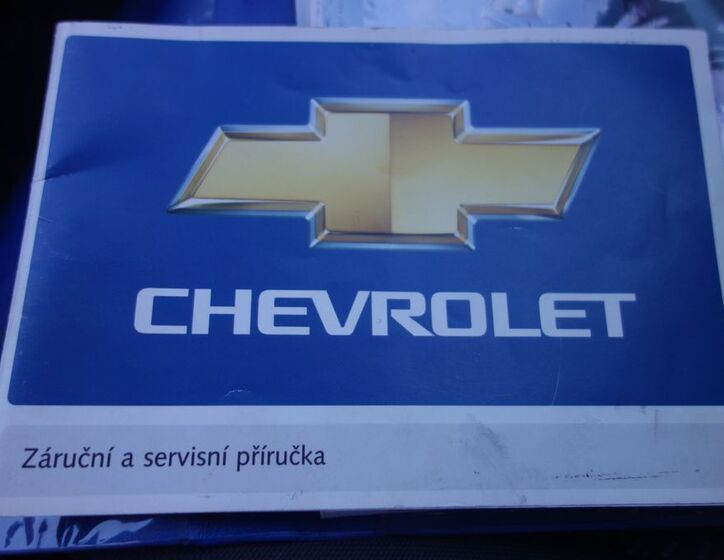 CHEVROLET
Záruční a servisní příručka